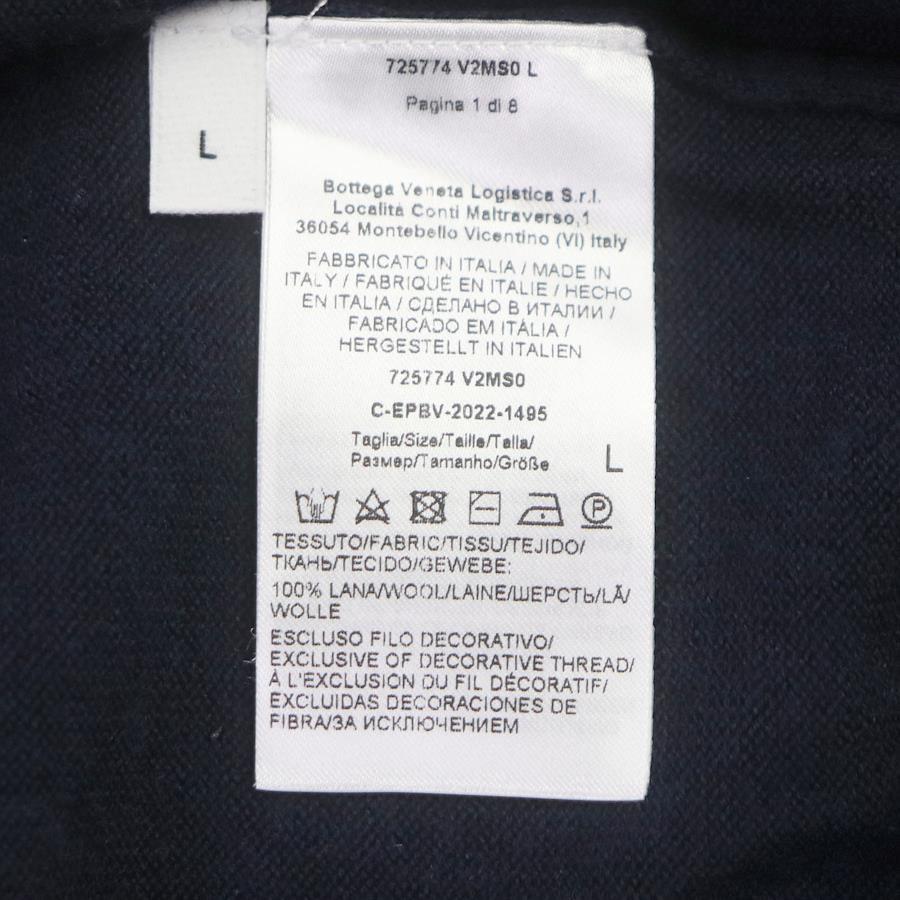 L
725774 V2MS0 L
Pagina 1 di 8
Bottega Veneta Logistica S.r.l.
Località Conti Maltraverso,1
36054 Montebello Vicentino (VI) Italy
FABBRICATO IN ITALIA / MADE IN
ITALY / FABRIQUÉ EN ITALIE / HECHO
EN ITALIA / СДЕЛАНО В ИТАЛИИ /
FABRICADO EM ITÁLIA /
HERGESTELLT IN ITALIEN
725774 V2MS0
C-EPBV-2022-1495
Taglia/Size/Taille/Talla/
Размер/Tamanho/Größe L
P
TESSUTO/FABRIC/TISSU/TEJIDO/
ТКАНЬ/TECIDO/GEWEBE:
100% LANA/WOOL/LAINE/ШЕРСТЬ/LÃ/
WOLLE
ESCLUSO FILO DECORATIVO/
EXCLUSIVE OF DECORATIVE THREAD/
À L'EXCLUSION DU FIL DÉCORATIF/
EXCLUIDAS DECORACIONES DE
FIBRA/ЗА ИСКЛЮЧЕНИЕМ